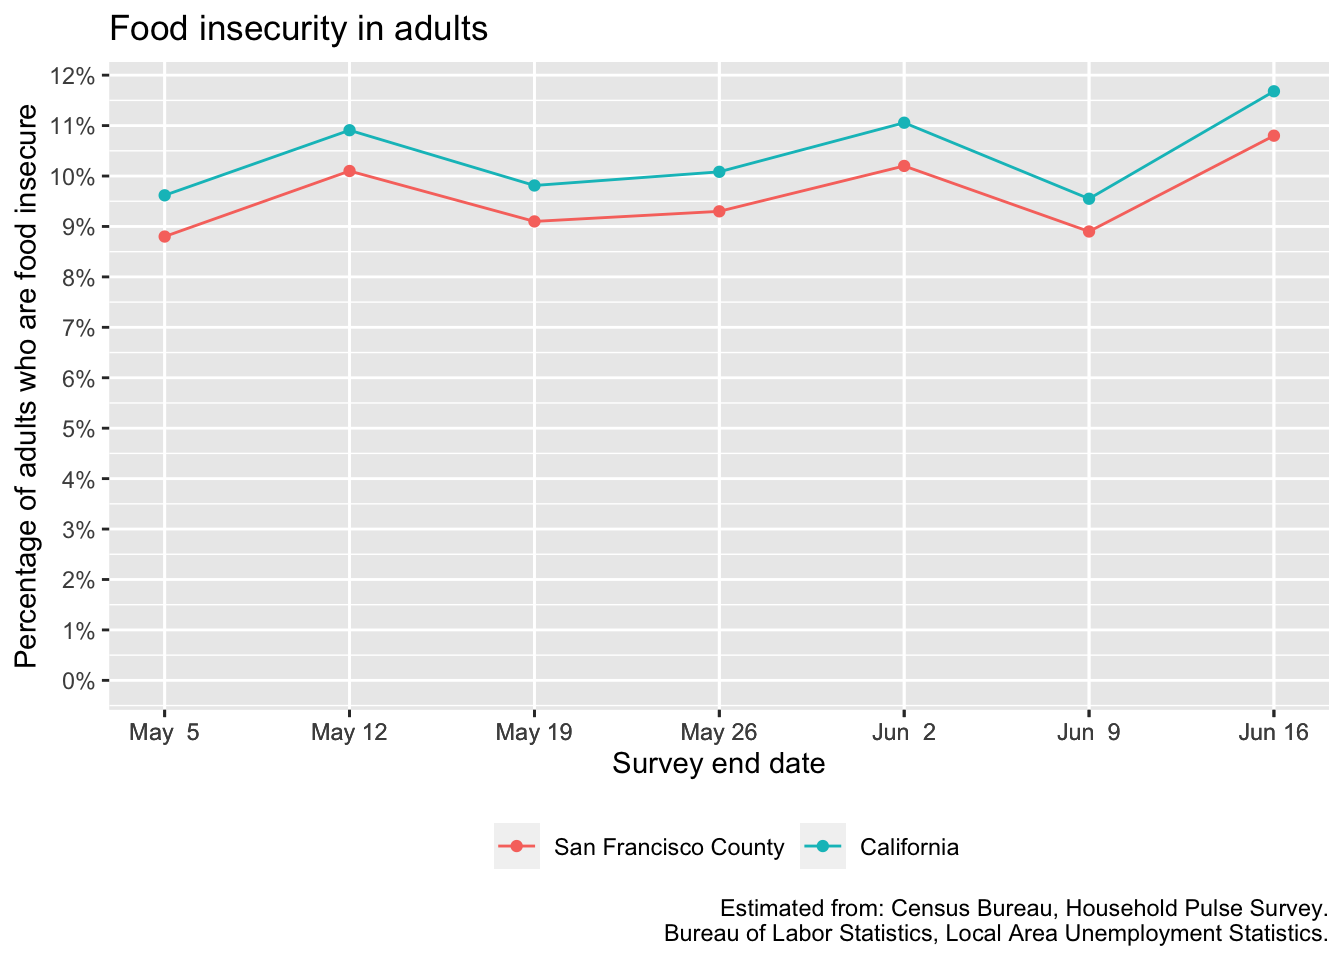 Food insecurity in adults
Percentage of adults who are food insecure
12%
11%
10%
9%
8%
7%
6%
5%
4%
3%
2%
1%
0%
May  5
May 12
May 19
May 26
Jun  2
Jun  9
Jun 16
Survey end date
San Francisco County
California
Estimated from: Census Bureau, Household Pulse Survey.
Bureau of Labor Statistics, Local Area Unemployment Statistics.